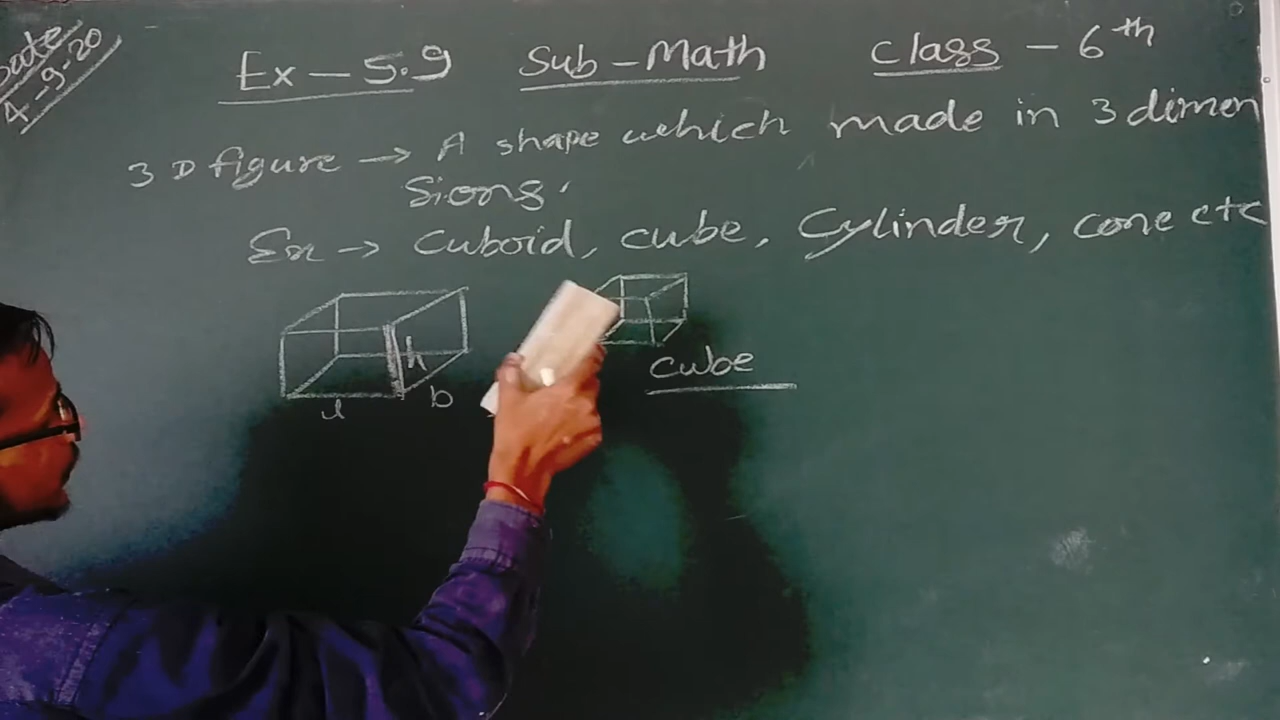 Date
4-9-20
Ex - 5.9 Sub - Math Class - 6th
3D figure → A shape which made in 3 dimen
sions.
Ex → Cuboid, cube, Cylinder, cone etc
h
l b
cube